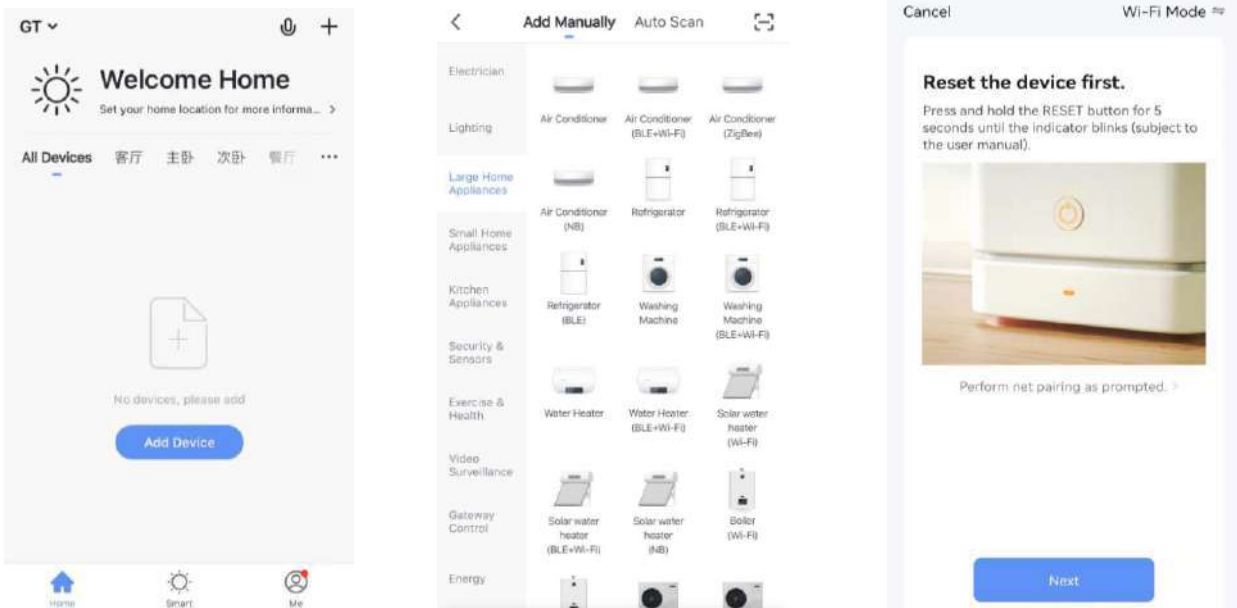 GT
Welcome Home
Set your home location for more informa...
All Devices 客厅 主卧 次卧 餐厅 ...
No devices, please add
Add Device
Home Smart Me
Add Manually Auto Scan
Electrician
Lighting
Large Home
Appliances
Small Home
Appliances
Kitchen
Appliances
Security &
Sensors
Exercise &
Health
Video
Surveillance
Gateway
Control
Energy
Air Conditioner
Air Conditioner
(BLE+Wi-Fi)
Air Conditioner
(ZigBee)
Air Conditioner
(NB)
Refrigerator
Refrigerator
(BLE+Wi-Fi)
Refrigerator
(BLE)
Washing
Machine
Washing
Machine
(BLE+Wi-Fi)
Water Heater
Water Heater
(BLE+Wi-Fi)
Solar water
heater
(Wi-Fi)
Solar water
heater
(BLE+Wi-Fi)
Solar water
heater
(NB)
Boiler
(Wi-Fi)
Cancel Wi-Fi Mode
Reset the device first.
Press and hold the RESET button for 5
seconds until the indicator blinks (subject to
the user manual).
Perform net pairing as prompted.
Next